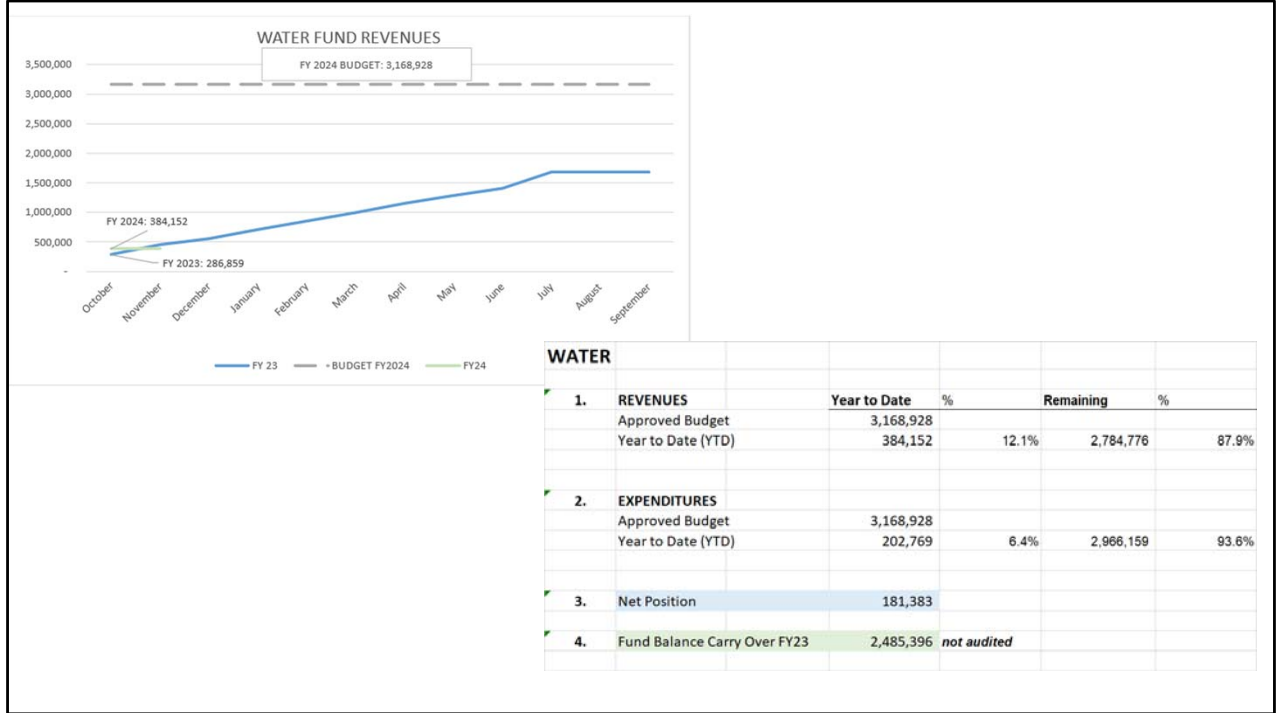 WATER FUND REVENUES
FY 2024 BUDGET: 3,168,928
3,500,000
3,000,000
2,500,000
2,000,000
1,500,000
1,000,000
500,000
-
FY 2024: 384,152
FY 2023: 286,859
October November December January February March April May June July August September
FY 23 - BUDGET FY2024 FY24
WATER
1. REVENUES Year to Date % Remaining %
Approved Budget 3,168,928
Year to Date (YTD) 384,152 12.1% 2,784,776 87.9%
2. EXPENDITURES
Approved Budget 3,168,928
Year to Date (YTD) 202,769 6.4% 2,966,159 93.6%
3. Net Position 181,383
4. Fund Balance Carry Over FY23 2,485,396 not audited